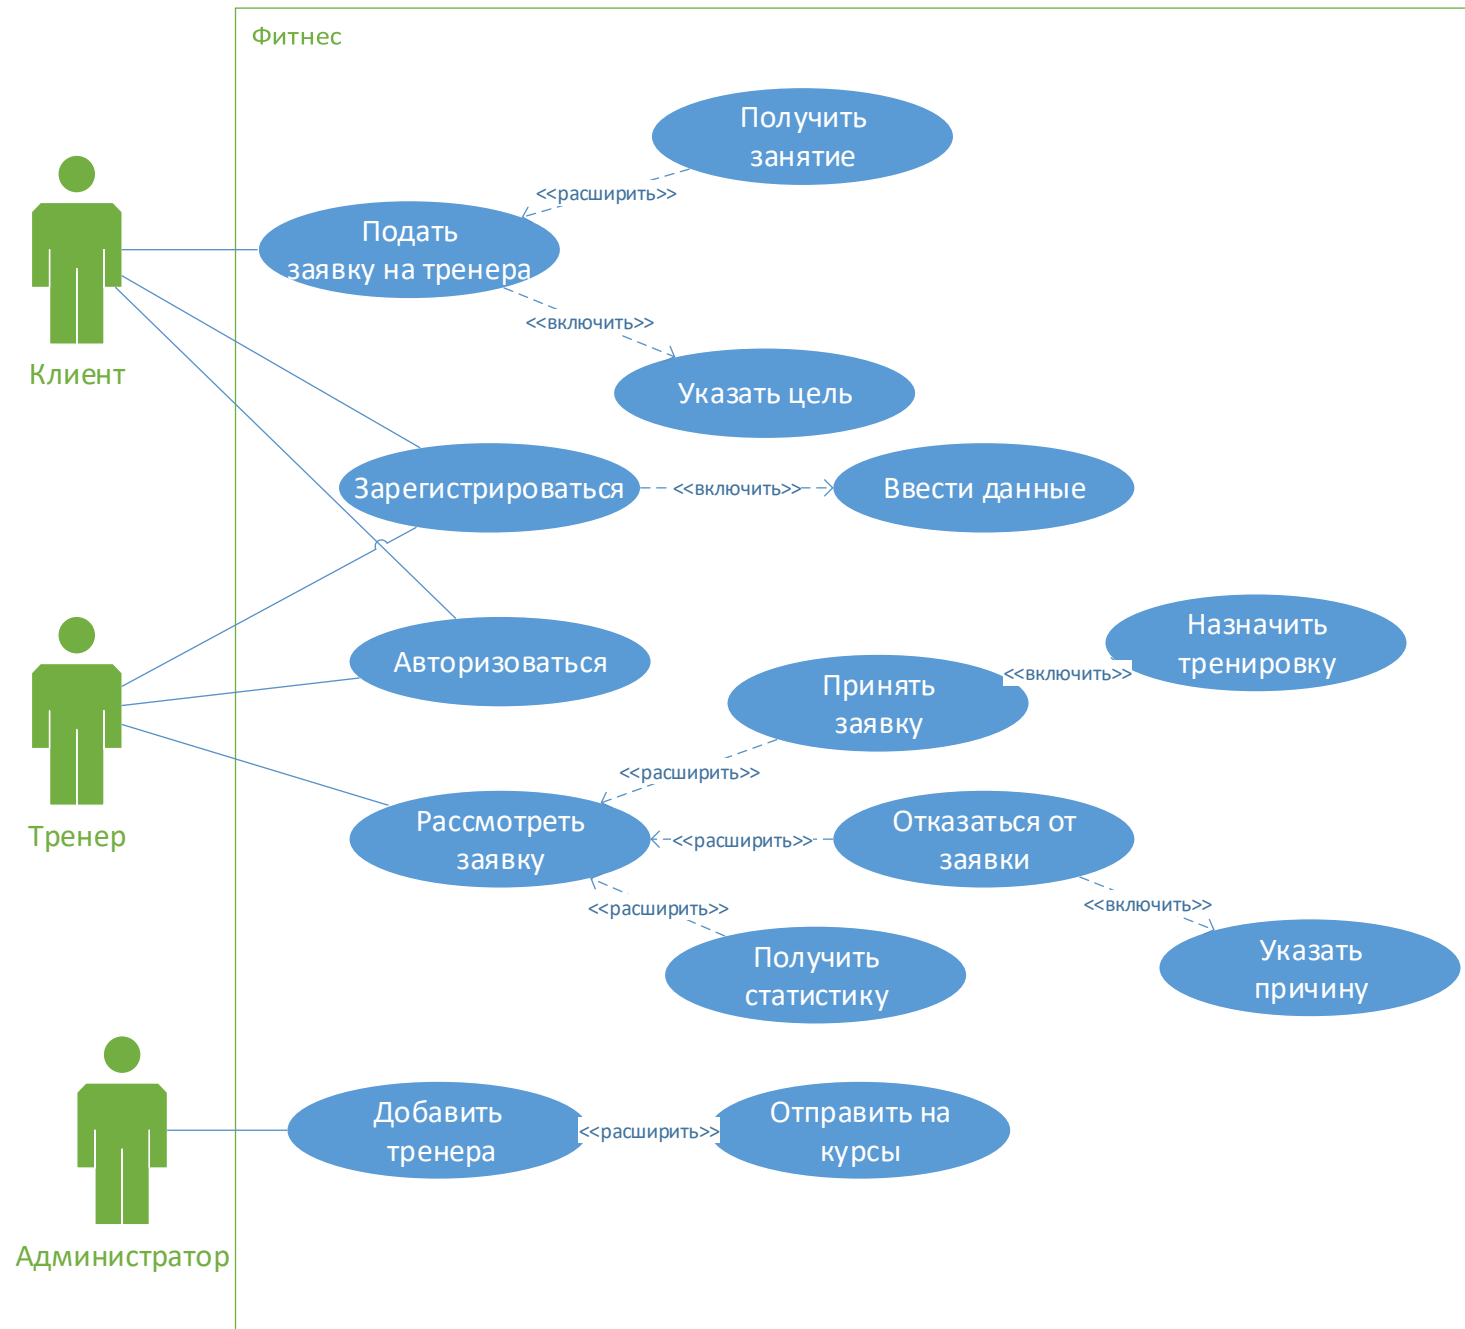 Фитнес
Получить
занятие
<<расширить>>
Подать
заявку на тренера
<<включить>>
Клиент
Указать цель
Зарегистрироваться
<<включить>>
Ввести данные
Назначить
тренировку
Авторизоваться
<<включить>>
Принять
заявку
<<расширить>>
Тренер
Рассмотреть
заявку
<<расширить>>
Отказаться от
заявки
<<расширить>>
<<включить>>
Получить
статистику
Указать
причину
Добавить
тренера
<<расширить>>
Отправить на
курсы
Администратор